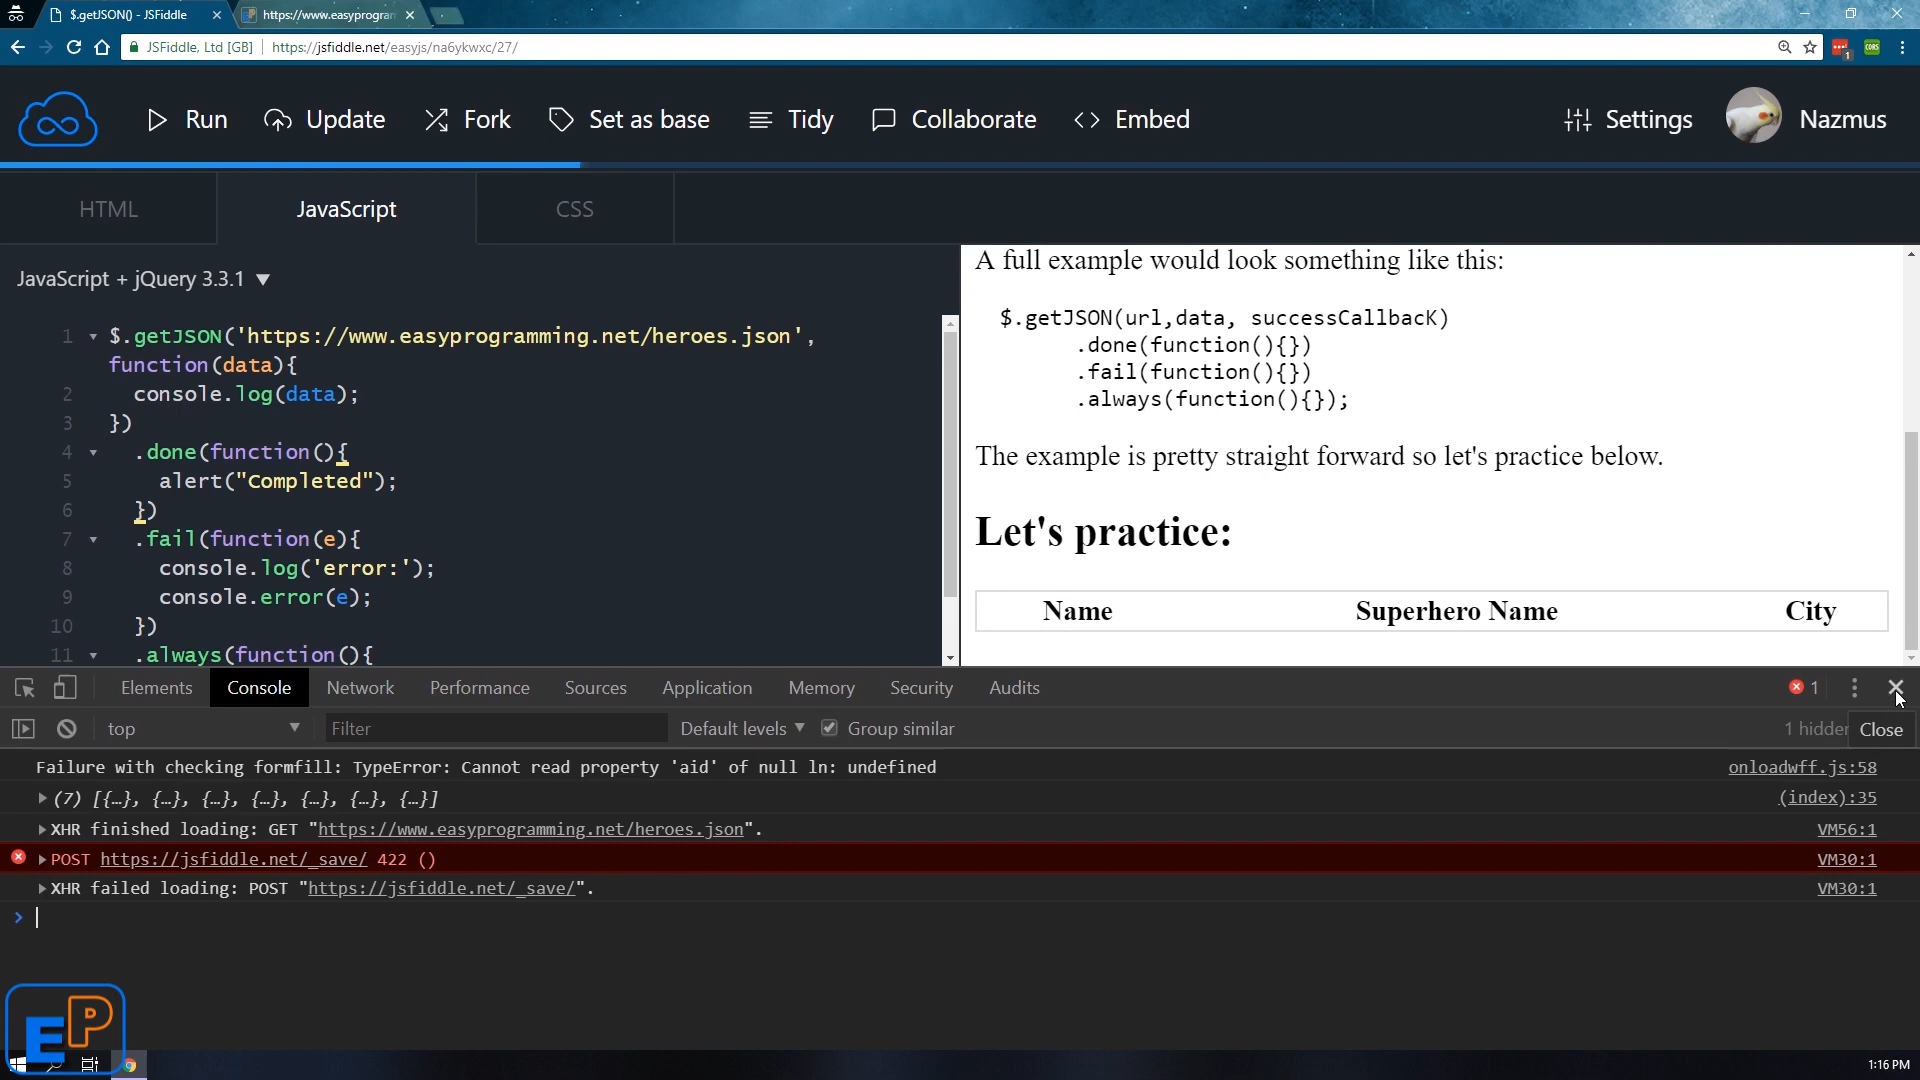 $.getJSON() - JSFiddle
https://www.easyprogram
JSFiddle, Ltd [GB]
https://jsfiddle.net/easyjs/na6ykwxc/27/
1
CORS
Run
Update
Fork
Set as base
Tidy
Collaborate
Embed
Settings
Nazmus
HTML
JavaScript
CSS
JavaScript + jQuery 3.3.1 ▼
1 $.getJSON('https://www.easyprogramming.net/heroes.json',
function(data){
2 console.log(data);
3 })
4 .done(function(){
5 alert("Completed");
6 })
7 .fail(function(e){
8 console.log('error:');
9 console.error(e);
10 })
11 .always(function(){
A full example would look something like this:
$.getJSON(url,data, successCallbacK)
.done(function(){})
.fail(function(){})
.always(function(){});
The example is pretty straight forward so let's practice below.
Let's practice:
Name Superhero Name City
Elements
Console
Network
Performance
Sources
Application
Memory
Security
Audits
1
top
Filter
Default levels ▼
Group similar
1 hidden
Close
Failure with checking formfill: TypeError: Cannot read property 'aid' of null ln: undefined onloadwff.js:58
(7) [{…}, {…}, {…}, {…}, {…}, {…}, {…}] (index):35
XHR finished loading: GET "https://www.easyprogramming.net/heroes.json". VM56:1
POST https://jsfiddle.net/_save/ 422 () VM30:1
XHR failed loading: POST "https://jsfiddle.net/_save/". VM30:1
EP
1:16 PM